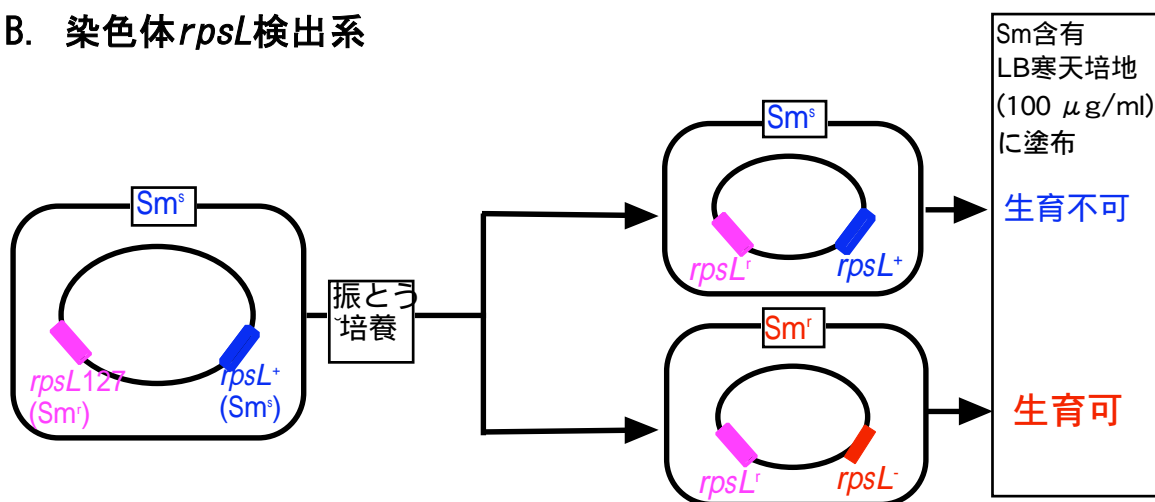 B. 染色体rpsL検出系
Smˢ
rpsL127
(Smʳ)
rpsL⁺
(Smˢ)
振とう
培養
Smˢ
rpsLʳ
rpsL⁺
Smʳ
rpsLʳ
rpsL⁻
Sm含有
LB寒天培地
(100 μg/ml)
に塗布
生育不可
生育可